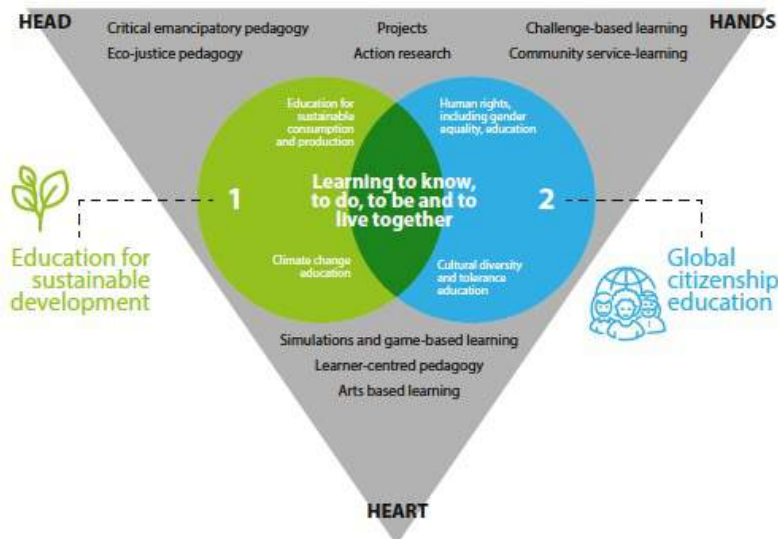 HEAD
HANDS
Critical emancipatory pedagogy
Projects
Challenge-based learning
Eco-justice pedagogy
Action research
Community service-learning
Education for
sustainable
consumption
and production
Human rights,
including gender
equality, education
1
Learning to know,
to do, to be and to
live together
2
Climate change
education
Cultural diversity
and tolerance
education
Education for
sustainable
development
Global
citizenship
education
Simulations and game-based learning
Learner-centred pedagogy
Arts based learning
HEART